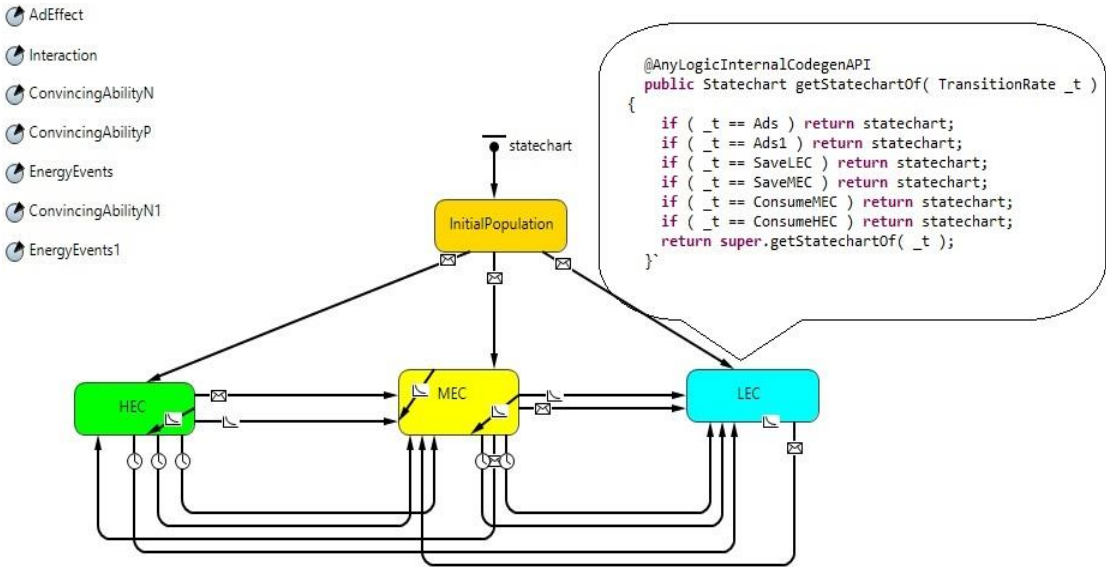 AdEffect
Interaction
ConvincingAbilityN
ConvincingAbilityP
EnergyEvents
ConvincingAbilityN1
EnergyEvents1
statechart
InitialPopulation
HEC
MEC
LEC
@AnyLogicInternalCodegenAPI
public Statechart getStatechartOf( TransitionRate _t )
{
if ( _t == Ads ) return statechart;
if ( _t == Ads1 ) return statechart;
if ( _t == SaveLEC ) return statechart;
if ( _t == SaveMEC ) return statechart;
if ( _t == ConsumeMEC ) return statechart;
if ( _t == ConsumeHEC ) return statechart;
return super.getStatechartOf( _t );
}`